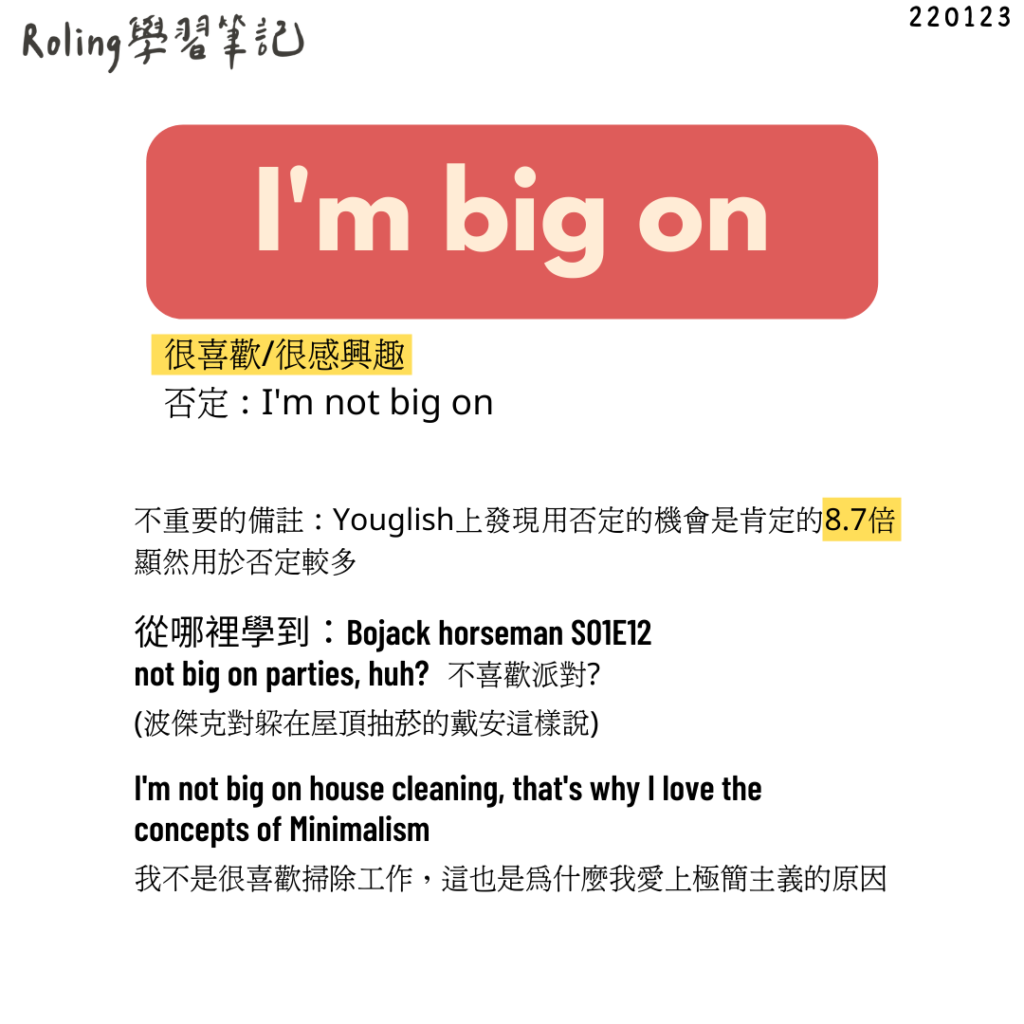 Roling學習筆記
220123
I'm big on
很喜歡/很感興趣
否定：I'm not big on
不重要的備註：Youglish上發現用否定的機會是肯定的8.7倍
顯然用於否定較多
從哪裡學到：Bojack horseman S01E12
not big on parties, huh? 不喜歡派對?
(波傑克對躲在屋頂抽菸的戴安這樣說)
I'm not big on house cleaning, that's why I love the
concepts of Minimalism
我不是很喜歡掃除工作，這也是為什麼我愛上極簡主義的原因